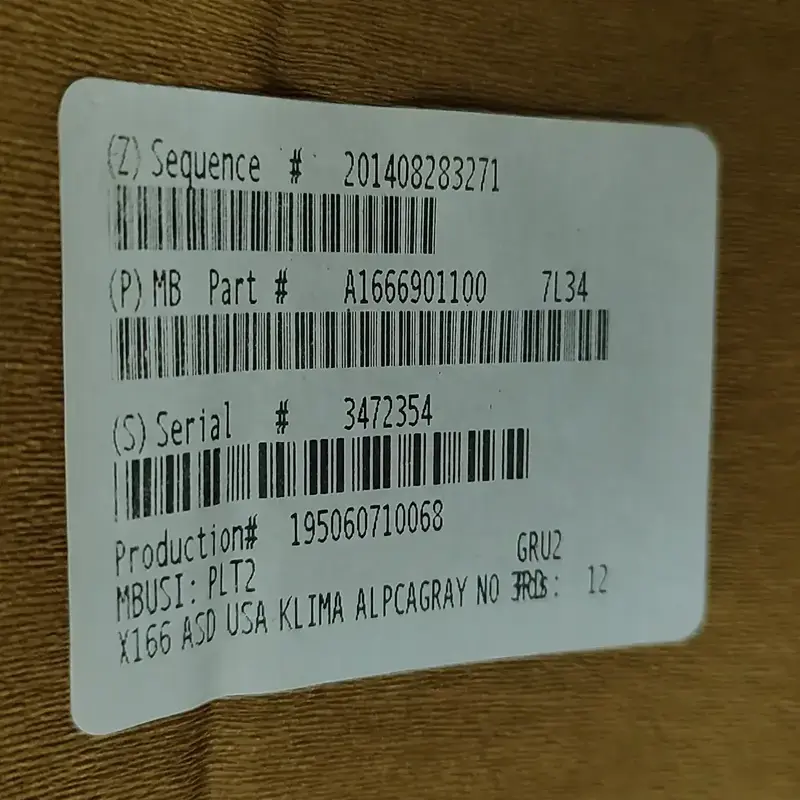 (Z) Sequence # 201408283271
(P) MB Part # A1666901100 7L34
(S) Serial # 3472354
Production# 195060710068
MBUSI: PLT2 GRU2
X166 ASD USA KLIMA ALPCAGRAY NO : 12